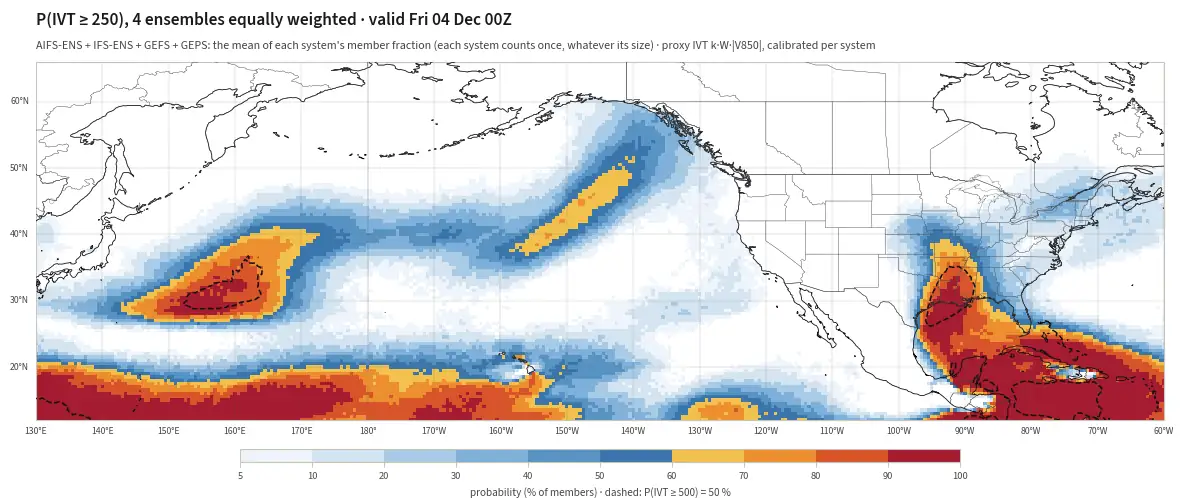 P(IVT ≥ 250), 4 ensembles equally weighted · valid Fri 04 Dec 00Z
AIFS-ENS + IFS-ENS + GEFS + GEPS: the mean of each system's member fraction (each system counts once, whatever its size) · proxy IVT k·W·|V850|, calibrated per system
60°N
50°N
40°N
30°N
20°N
130°E 140°E 150°E 160°E 170°E 180° 170°W 160°W 150°W 140°W 130°W 120°W 110°W 100°W 90°W 80°W 70°W 60°W
5 10 20 30 40 50 60 70 80 90 100
probability (% of members) · dashed: P(IVT ≥ 500) = 50 %